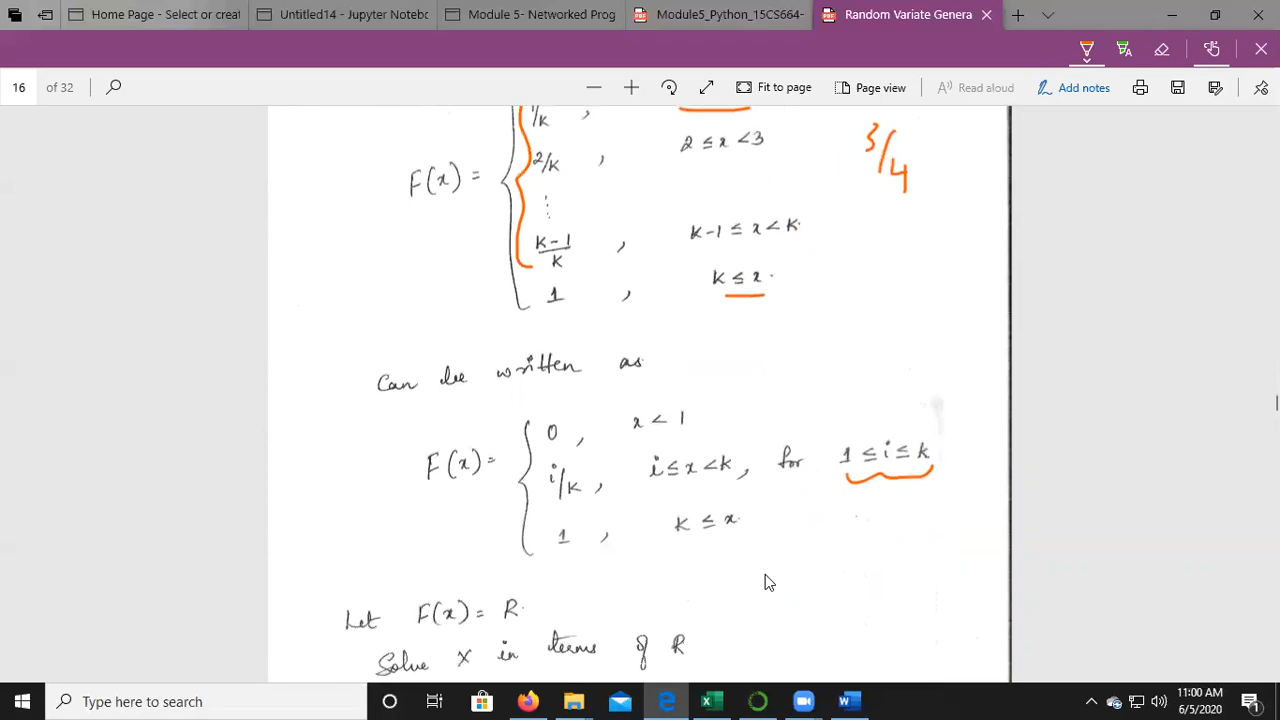 Home Page - Select or creat
Untitled14 - Jupyter Notebo
Module 5- Networked Prog
Module5_Python_15CS664-
Random Variate Genera
16 of 32
Fit to page
Page view
Read aloud
Add notes
1/k ,
2/k , 2 ≤ x < 3
3/4
F(x) =
⋮
k-1/k , k-1 ≤ x < k.
1 , k ≤ x.
Can be written as
0 , x < 1
F(x) = i/k , i ≤ x < k, for 1 ≤ i ≤ k
1 , k ≤ x.
Let F(x) = R.
Solve X in terms of R
Type here to search
11:00 AM
6/5/2020
1